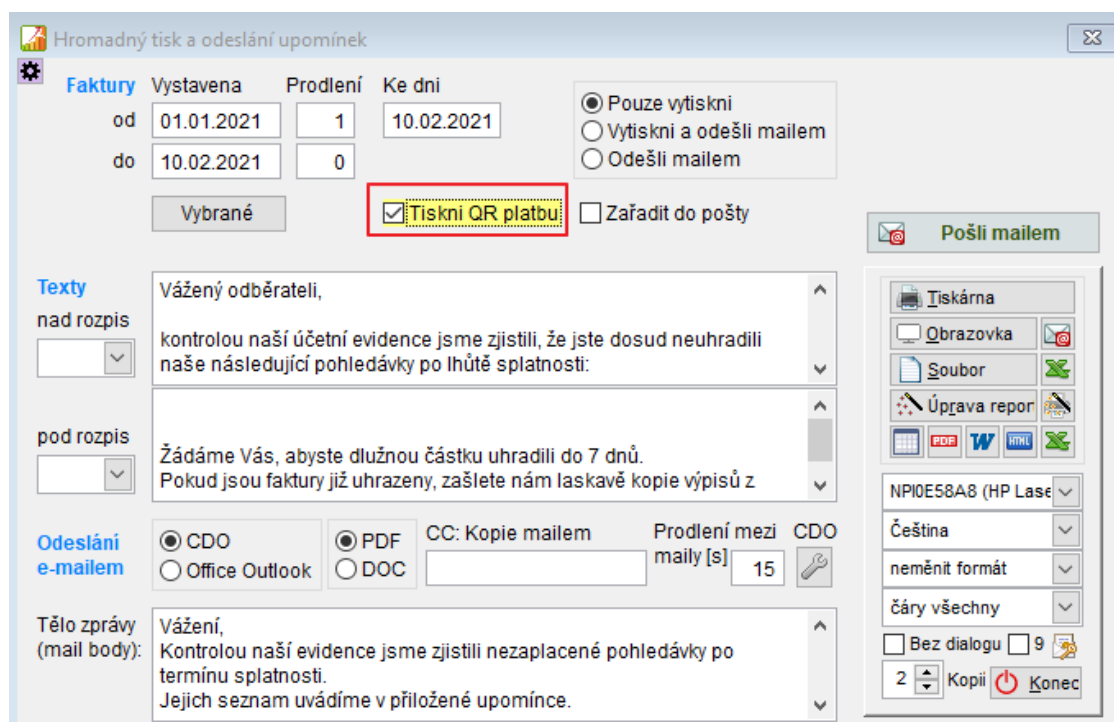 Hromadný tisk a odeslání upomínek
Faktury Vystavena Prodlení Ke dni
od 01.01.2021 1 10.02.2021
do 10.02.2021 0
Pouze vytiskni
Vytiskni a odešli mailem
Odešli mailem
Vybrané Tiskni QR platbu Zařadit do pošty
Pošli mailem
Texty
nad rozpis
Vážený odběrateli,
kontrolou naší účetní evidence jsme zjistili, že jste dosud neuhradili
naše následující pohledávky po lhůtě splatnosti:
pod rozpis
Žádáme Vás, abyste dlužnou částku uhradili do 7 dnů.
Pokud jsou faktury již uhrazeny, zašlete nám laskavě kopie výpisů z
Odeslání
e-mailem
CDO
Office Outlook
PDF
DOC
CC: Kopie mailem
Prodlení mezi
maily [s] 15
CDO
Tělo zprávy
(mail body):
Vážení,
Kontrolou naší evidence jsme zjistili nezaplacené pohledávky po
termínu splatnosti.
Jejich seznam uvádíme v přiložené upomínce.
Tiskárna
Obrazovka
Soubor
Úprava repor
PDF W HTML
NPI0E58A8 (HP Lase
Čeština
neměnit formát
čáry všechny
Bez dialogu 9
2 Kopii Konec